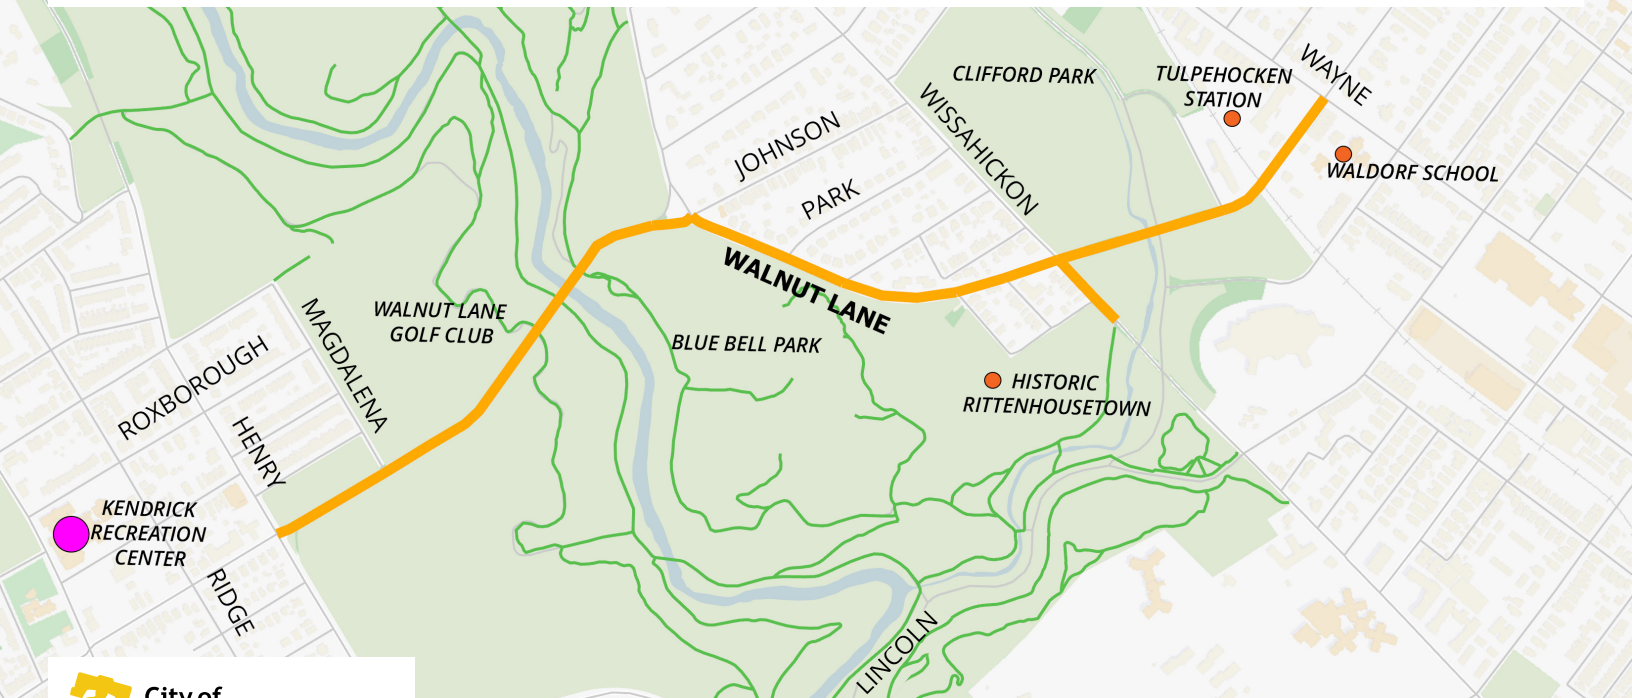 WAYNE
CLIFFORD PARK
TULPEHOCKEN
STATION
WISSAHICKON
JOHNSON
WALDORF SCHOOL
PARK
WALNUT LANE
WALNUT LANE
GOLF CLUB
MAGDALENA
BLUE BELL PARK
ROXBOROUGH
HISTORIC
RITTENHOUSETOWN
HENRY
KENDRICK
RECREATION
CENTER
RIDGE
LINCOLN
City of